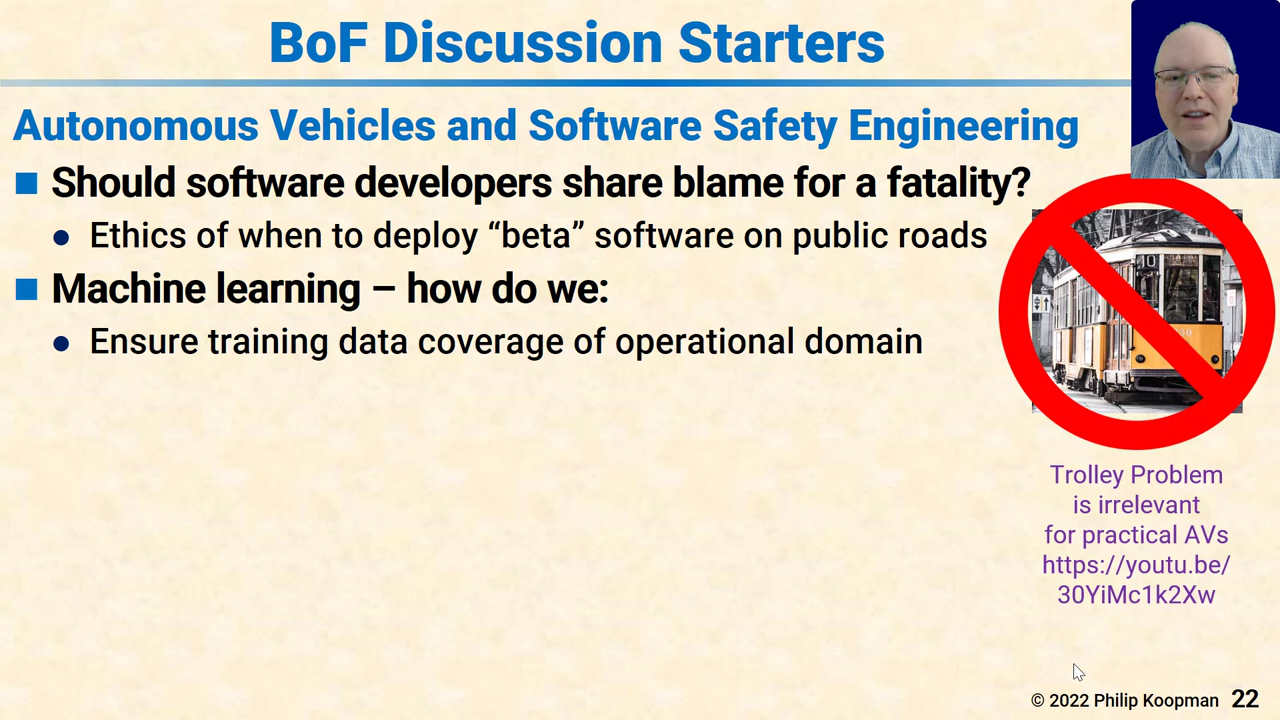 BoF Discussion Starters
Autonomous Vehicles and Software Safety Engineering
Should software developers share blame for a fatality?
Ethics of when to deploy “beta” software on public roads
Machine learning – how do we:
Ensure training data coverage of operational domain
Trolley Problem
is irrelevant
for practical AVs
https://youtu.be/
30YiMc1k2Xw
© 2022 Philip Koopman 22